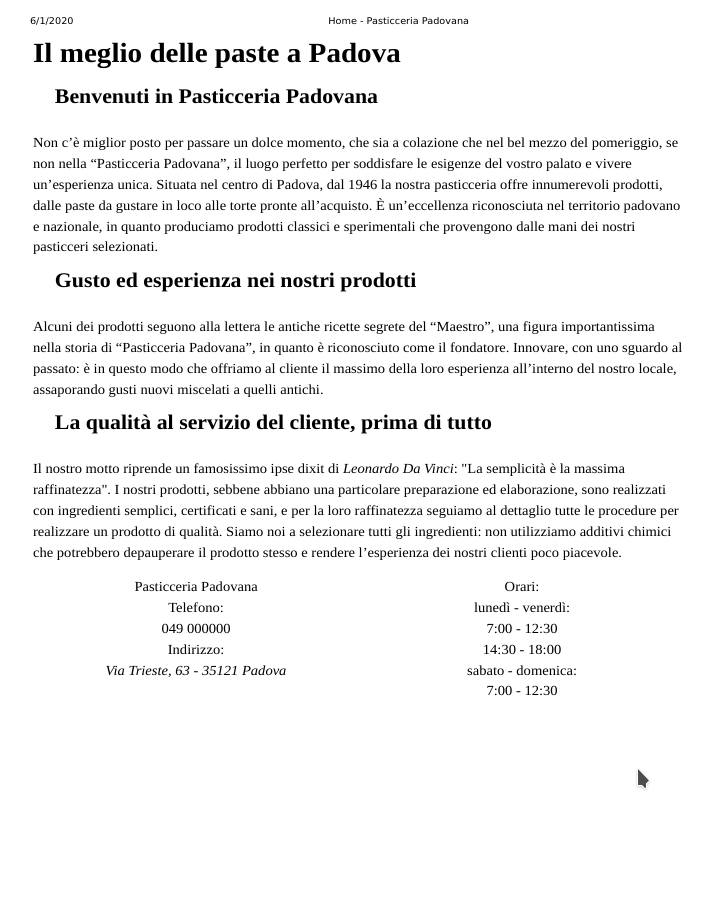 6/1/2020 Home - Pasticceria Padovana
Il meglio delle paste a Padova
Benvenuti in Pasticceria Padovana
Non c’è miglior posto per passare un dolce momento, che sia a colazione che nel bel mezzo del pomeriggio, se
non nella “Pasticceria Padovana”, il luogo perfetto per soddisfare le esigenze del vostro palato e vivere
un’esperienza unica. Situata nel centro di Padova, dal 1946 la nostra pasticceria offre innumerevoli prodotti,
dalle paste da gustare in loco alle torte pronte all’acquisto. È un’eccellenza riconosciuta nel territorio padovano
e nazionale, in quanto produciamo prodotti classici e sperimentali che provengono dalle mani dei nostri
pasticceri selezionati.
Gusto ed esperienza nei nostri prodotti
Alcuni dei prodotti seguono alla lettera le antiche ricette segrete del “Maestro”, una figura importantissima
nella storia di “Pasticceria Padovana”, in quanto è riconosciuto come il fondatore. Innovare, con uno sguardo al
passato: è in questo modo che offriamo al cliente il massimo della loro esperienza all’interno del nostro locale,
assaporando gusti nuovi miscelati a quelli antichi.
La qualità al servizio del cliente, prima di tutto
Il nostro motto riprende un famosissimo ipse dixit di Leonardo Da Vinci: "La semplicità è la massima
raffinatezza". I nostri prodotti, sebbene abbiano una particolare preparazione ed elaborazione, sono realizzati
con ingredienti semplici, certificati e sani, e per la loro raffinatezza seguiamo al dettaglio tutte le procedure per
realizzare un prodotto di qualità. Siamo noi a selezionare tutti gli ingredienti: non utilizziamo additivi chimici
che potrebbero depauperare il prodotto stesso e rendere l’esperienza dei nostri clienti poco piacevole.
Pasticceria Padovana
Telefono:
049 000000
Indirizzo:
Via Trieste, 63 - 35121 Padova
Orari:
lunedì - venerdì:
7:00 - 12:30
14:30 - 18:00
sabato - domenica:
7:00 - 12:30